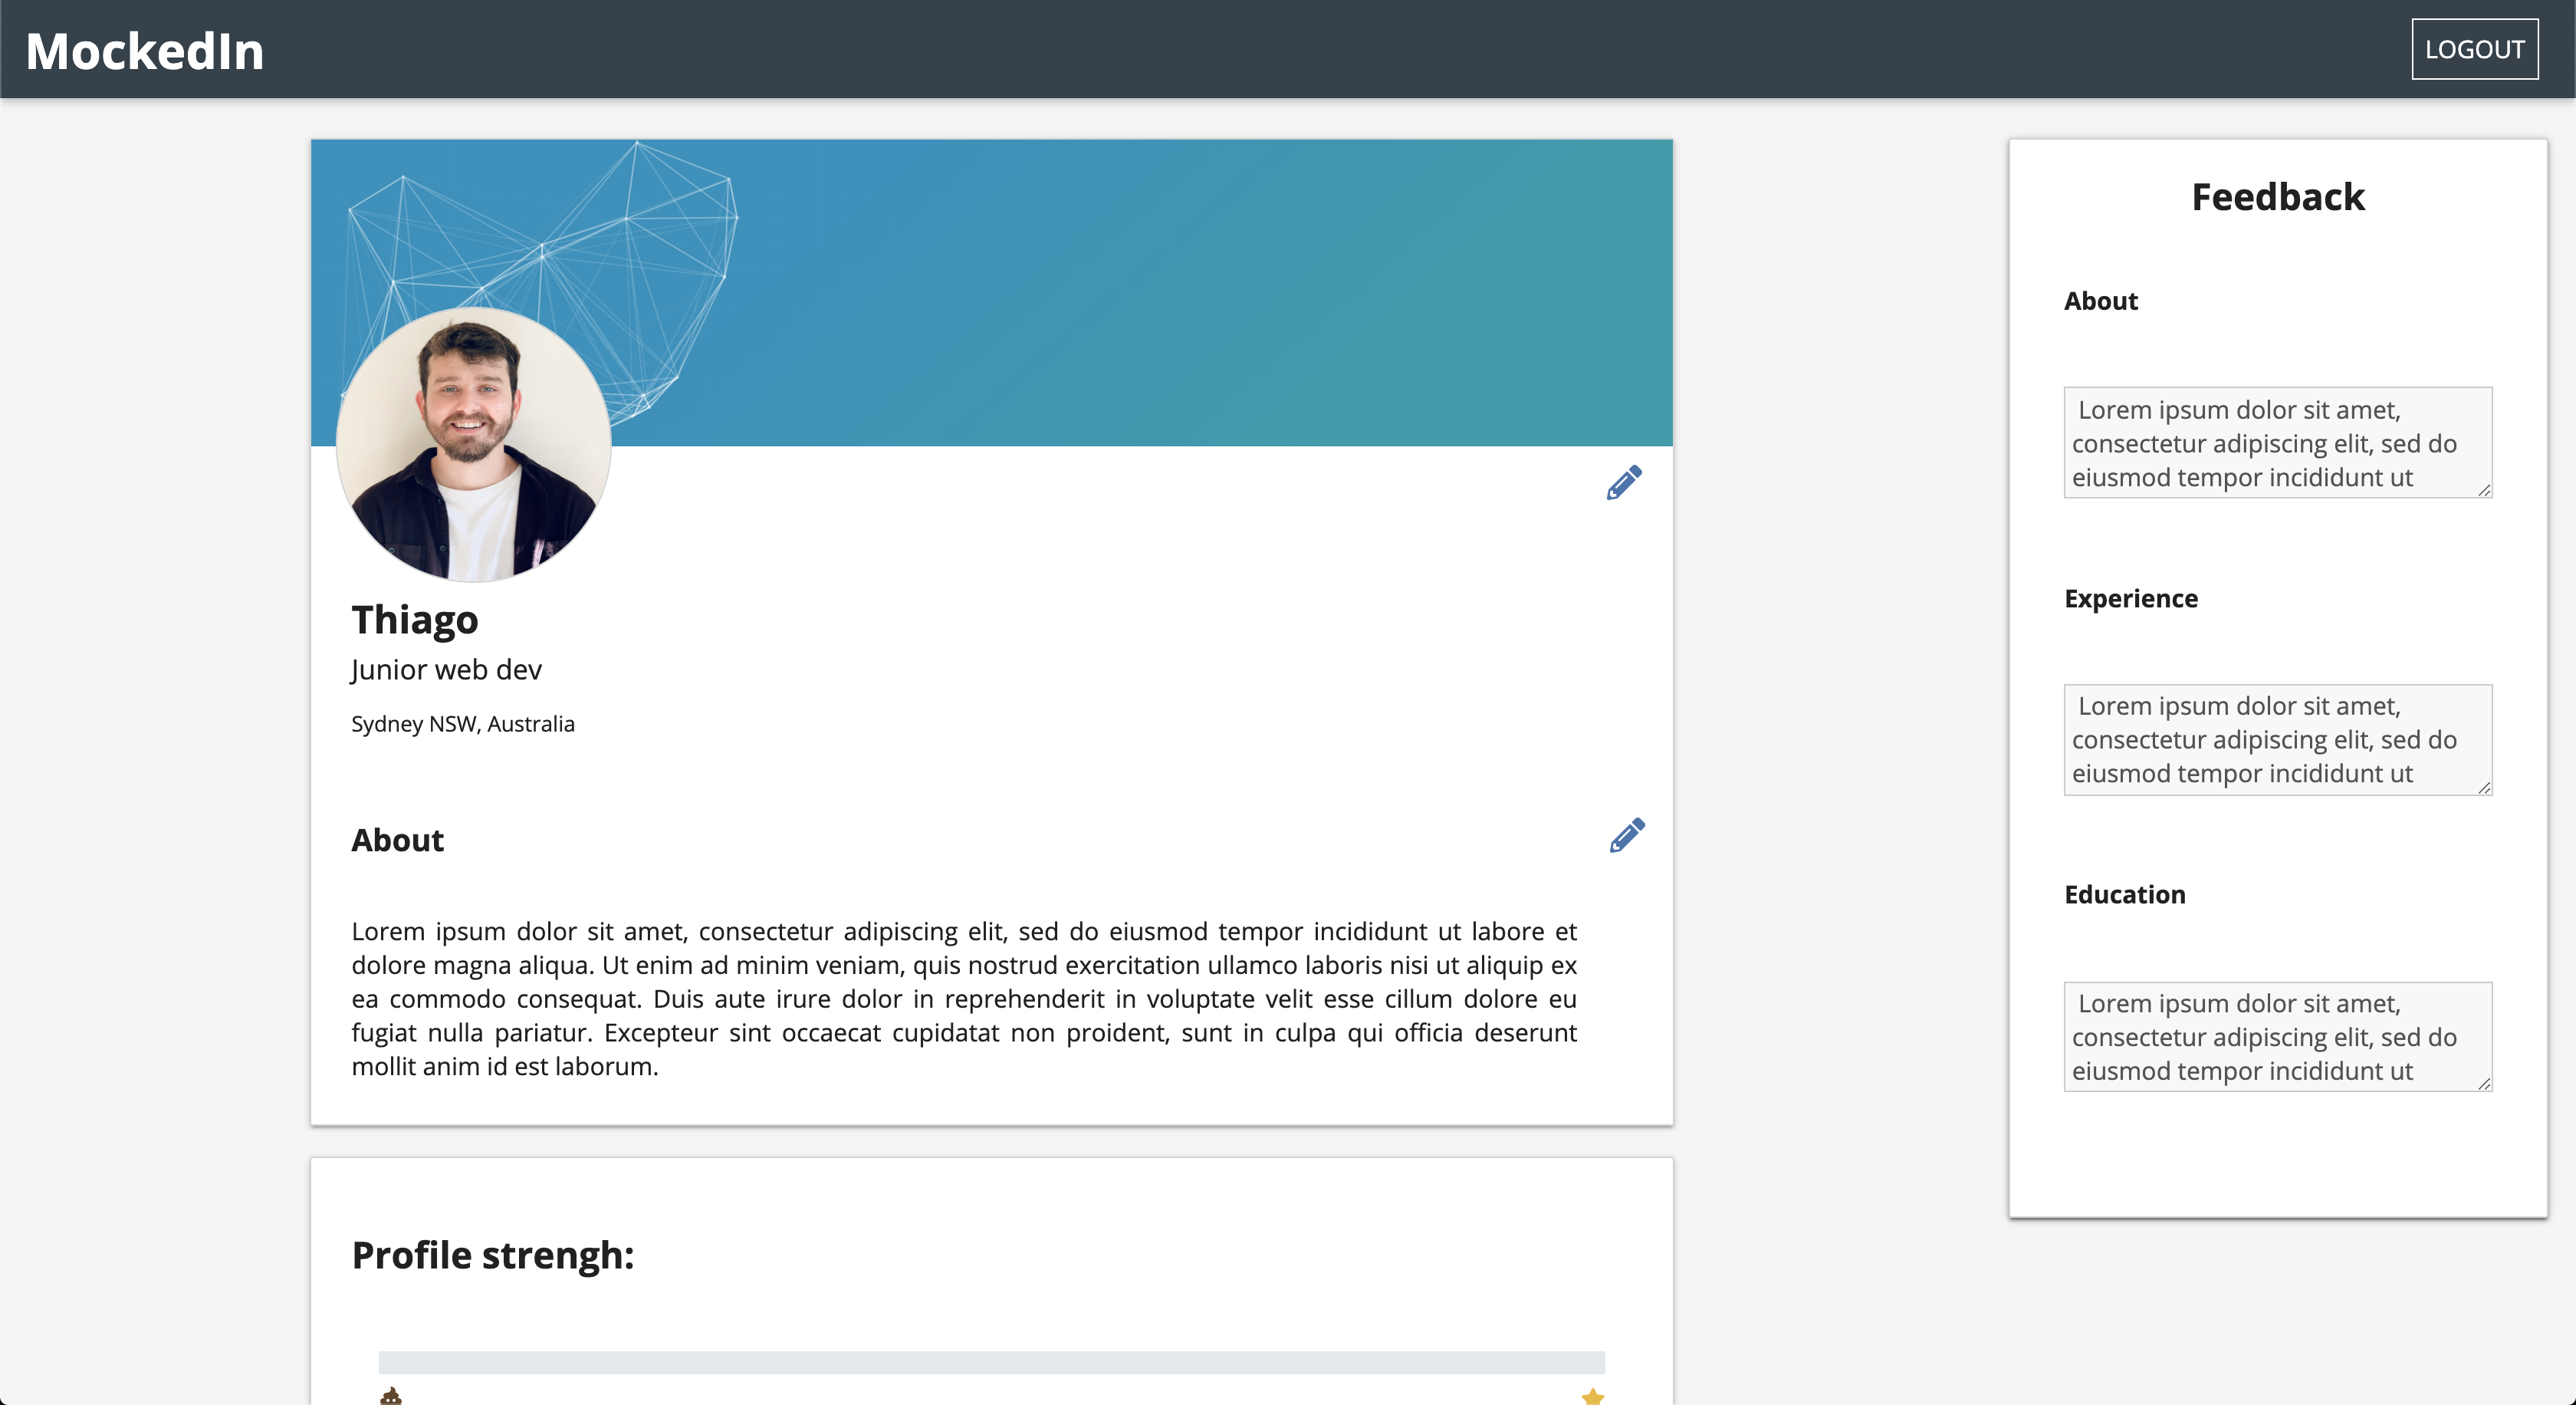 MockedIn
LOGOUT
Thiago
Junior web dev
Sydney NSW, Australia
About
Lorem ipsum dolor sit amet, consectetur adipiscing elit, sed do eiusmod tempor incididunt ut labore et
dolore magna aliqua. Ut enim ad minim veniam, quis nostrud exercitation ullamco laboris nisi ut aliquip ex
ea commodo consequat. Duis aute irure dolor in reprehenderit in voluptate velit esse cillum dolore eu
fugiat nulla pariatur. Excepteur sint occaecat cupidatat non proident, sunt in culpa qui officia deserunt
mollit anim id est laborum.
Profile strengh:
Feedback
About
Lorem ipsum dolor sit amet,
consectetur adipiscing elit, sed do
eiusmod tempor incididunt ut
Experience
Lorem ipsum dolor sit amet,
consectetur adipiscing elit, sed do
eiusmod tempor incididunt ut
Education
Lorem ipsum dolor sit amet,
consectetur adipiscing elit, sed do
eiusmod tempor incididunt ut